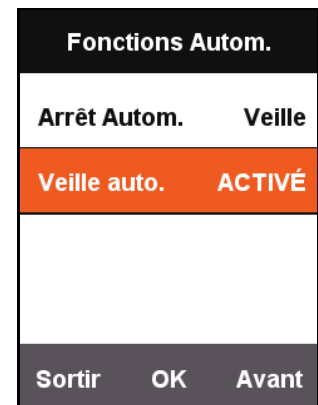 Fonctions Autom.
Arrêt Autom. Veille
Veille auto. ACTIVÉ
Sortir OK Avant